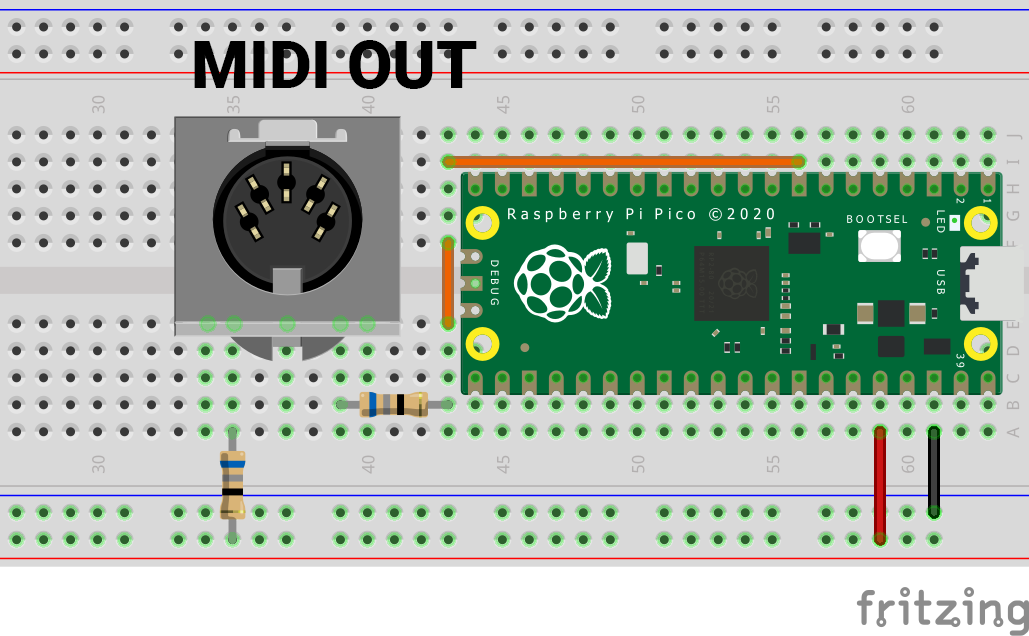 MIDI OUT
30 35 40 45 50 55 60
J
I
H
G
F
E
D
C
B
A
Raspberry Pi Pico ©2020
BOOTSEL
LED
2
1
DEBUG
USB
39
30 40 45 50 55 60
fritzing